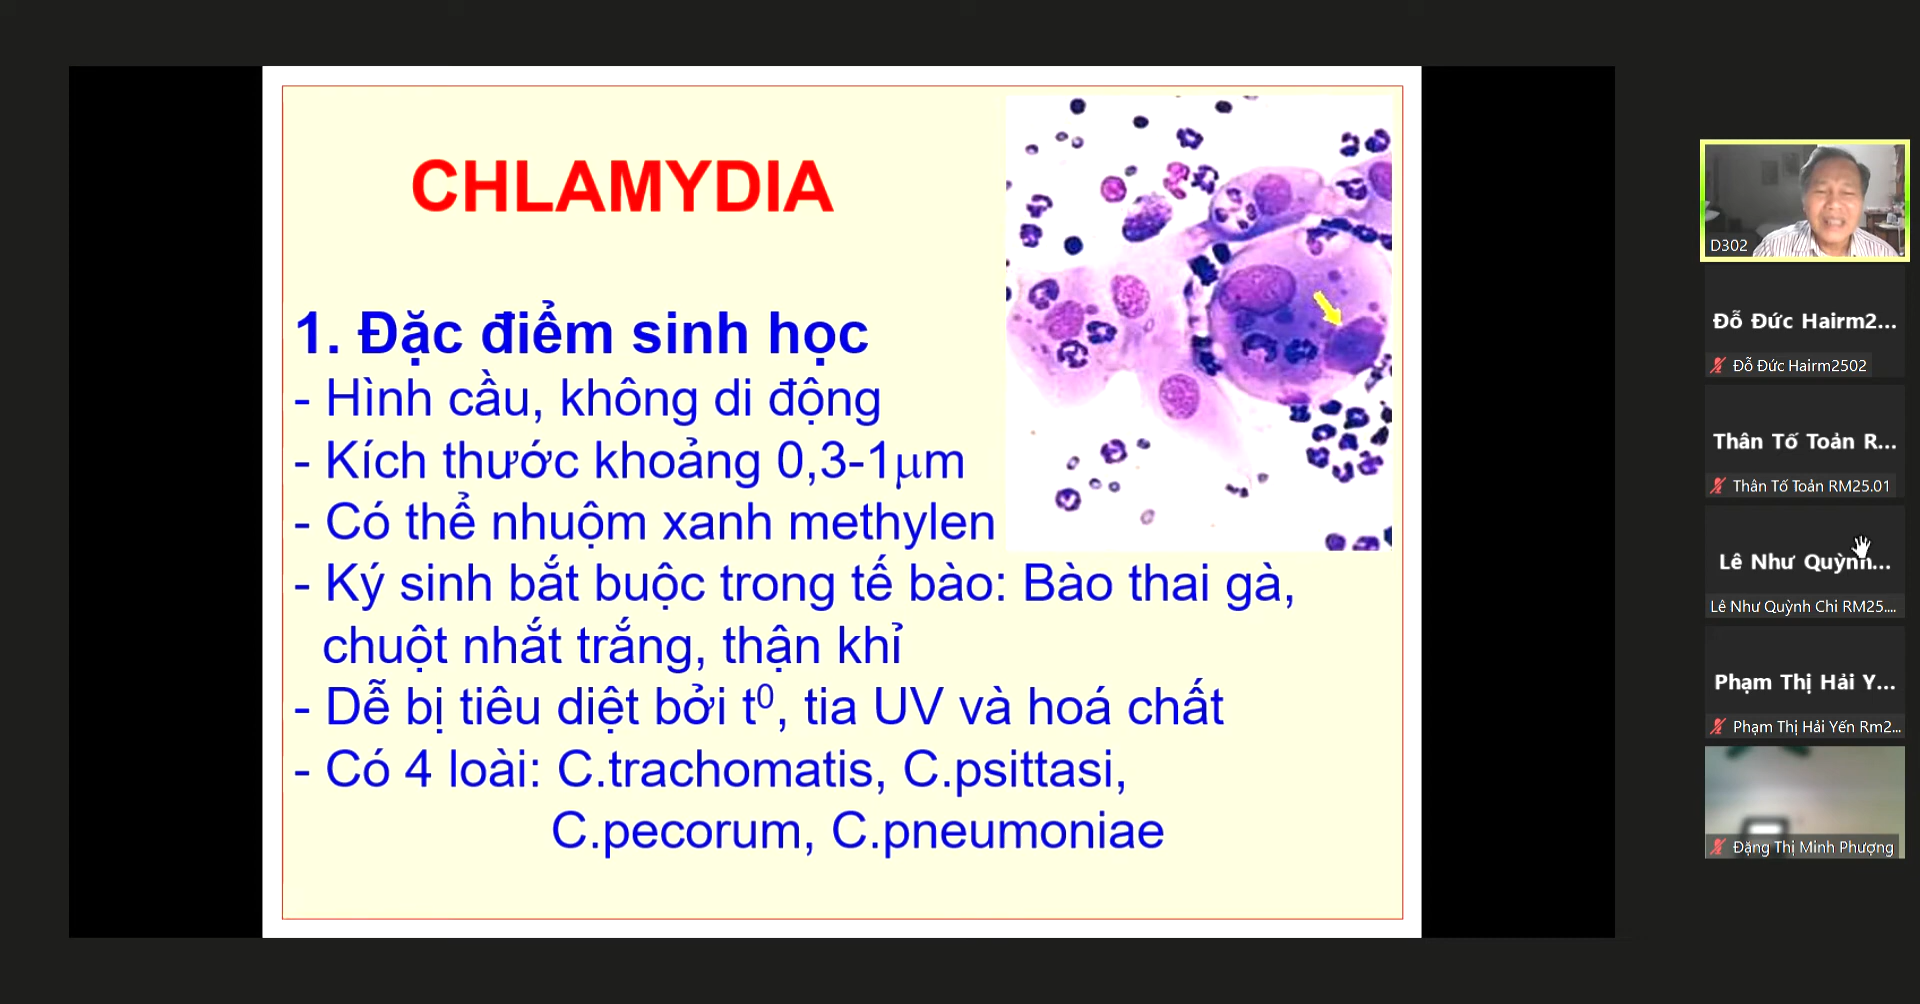 CHLAMYDIA
1. Đặc điểm sinh học
- Hình cầu, không di động
- Kích thước khoảng 0,3-1μm
- Có thể nhuộm xanh methylen
- Ký sinh bắt buộc trong tế bào: Bào thai gà,
chuột nhắt trắng, thận khỉ
- Dễ bị tiêu diệt bởi t⁰, tia UV và hoá chất
- Có 4 loài: C.trachomatis, C.psittasi,
C.pecorum, C.pneumoniae
D302
Đỗ Đức Hairm2...
Đỗ Đức Hairm2502
Thân Tố Toản R...
Thân Tố Toản RM25.01
Lê Như Quỳnh...
Lê Như Quỳnh Chi RM25....
Phạm Thị Hải Y...
Phạm Thị Hải Yến Rm2...
Đặng Thị Minh Phượng